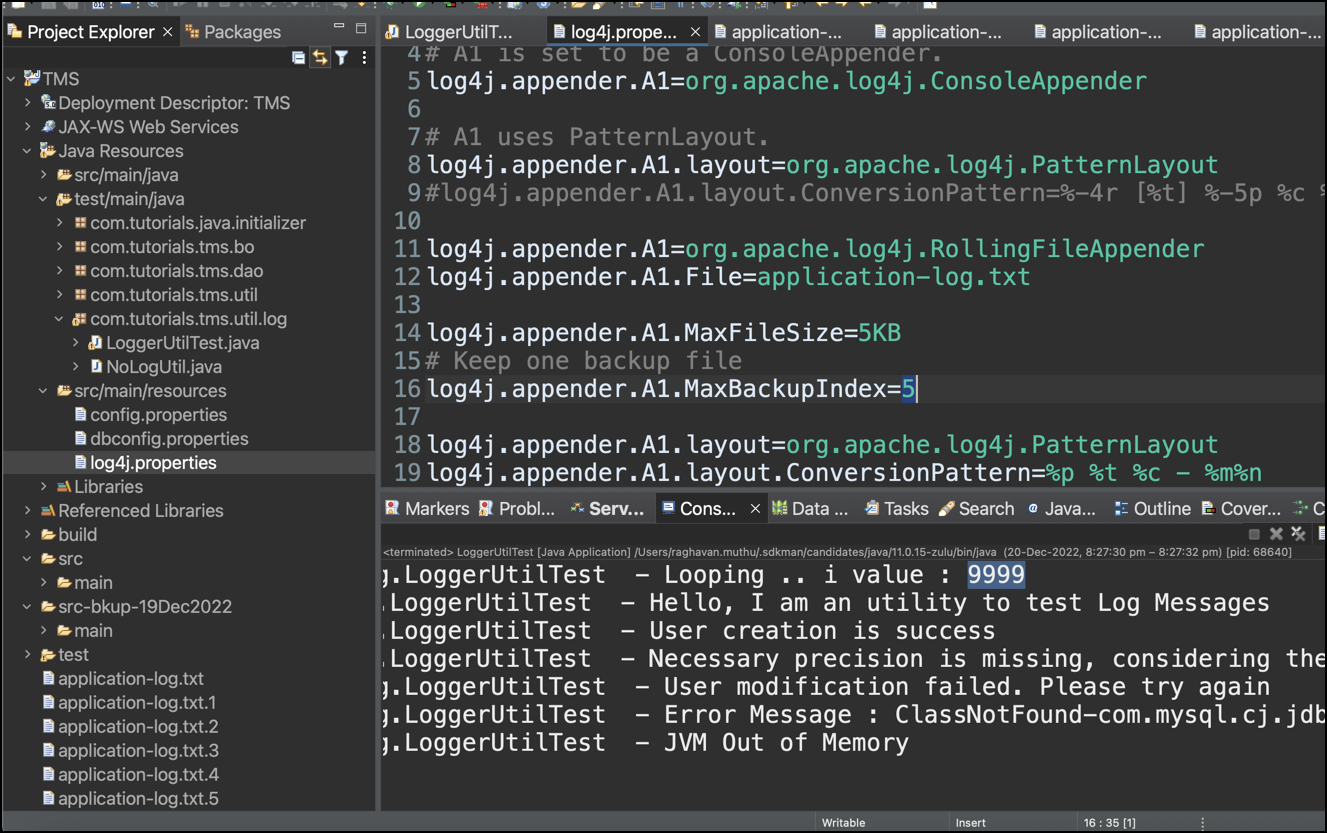 Project Explorer
Packages
TMS
Deployment Descriptor: TMS
JAX-WS Web Services
Java Resources
src/main/java
test/main/java
com.tutorials.java.initializer
com.tutorials.tms.bo
com.tutorials.tms.dao
com.tutorials.tms.util
com.tutorials.tms.util.log
LoggerUtilTest.java
NoLogUtil.java
src/main/resources
config.properties
dbconfig.properties
log4j.properties
Libraries
Referenced Libraries
build
src
main
src-bkup-19Dec2022
main
test
application-log.txt
application-log.txt.1
application-log.txt.2
application-log.txt.3
application-log.txt.4
application-log.txt.5
LoggerUtilT... log4j.prope... application-... application-... application-... application-...
4 # A1 is set to be a ConsoleAppender.
5 log4j.appender.A1=org.apache.log4j.ConsoleAppender
6
7 # A1 uses PatternLayout.
8 log4j.appender.A1.layout=org.apache.log4j.PatternLayout
9 #log4j.appender.A1.layout.ConversionPattern=%-4r [%t] %-5p %c %
10
11 log4j.appender.A1=org.apache.log4j.RollingFileAppender
12 log4j.appender.A1.File=application-log.txt
13
14 log4j.appender.A1.MaxFileSize=5KB
15 # Keep one backup file
16 log4j.appender.A1.MaxBackupIndex=5
17
18 log4j.appender.A1.layout=org.apache.log4j.PatternLayout
19 log4j.appender.A1.layout.ConversionPattern=%p %t %c - %m%n
Markers Probl... Serv... Cons... Data ... Tasks Search Java... Outline Cover... C
<terminated> LoggerUtilTest [Java Application] /Users/raghavan.muthu/.sdkman/candidates/java/11.0.15-zulu/bin/java (20-Dec-2022, 8:27:30 pm – 8:27:32 pm) [pid: 68640]
g.LoggerUtilTest - Looping .. i value : 9999
.LoggerUtilTest - Hello, I am an utility to test Log Messages
.LoggerUtilTest - User creation is success
.LoggerUtilTest - Necessary precision is missing, considering the
g.LoggerUtilTest - User modification failed. Please try again
g.LoggerUtilTest - Error Message : ClassNotFound-com.mysql.cj.jdb
g.LoggerUtilTest - JVM Out of Memory
Writable Insert 16 : 35 [1]